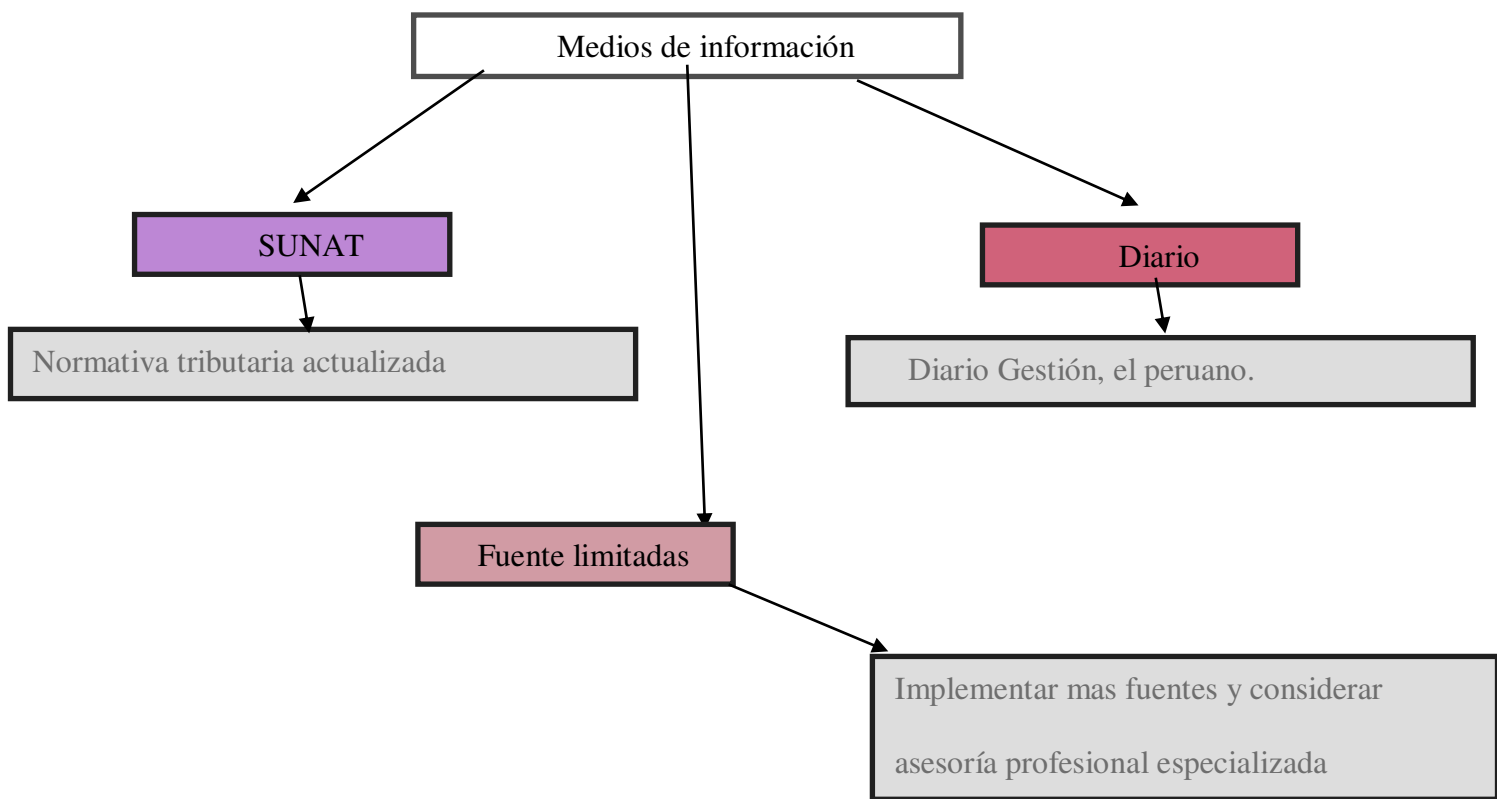 Medios de información
SUNAT
Diario
Normativa tributaria actualizada
Diario Gestión, el peruano.
Fuente limitadas
Implementar mas fuentes y considerar
asesoría profesional especializada